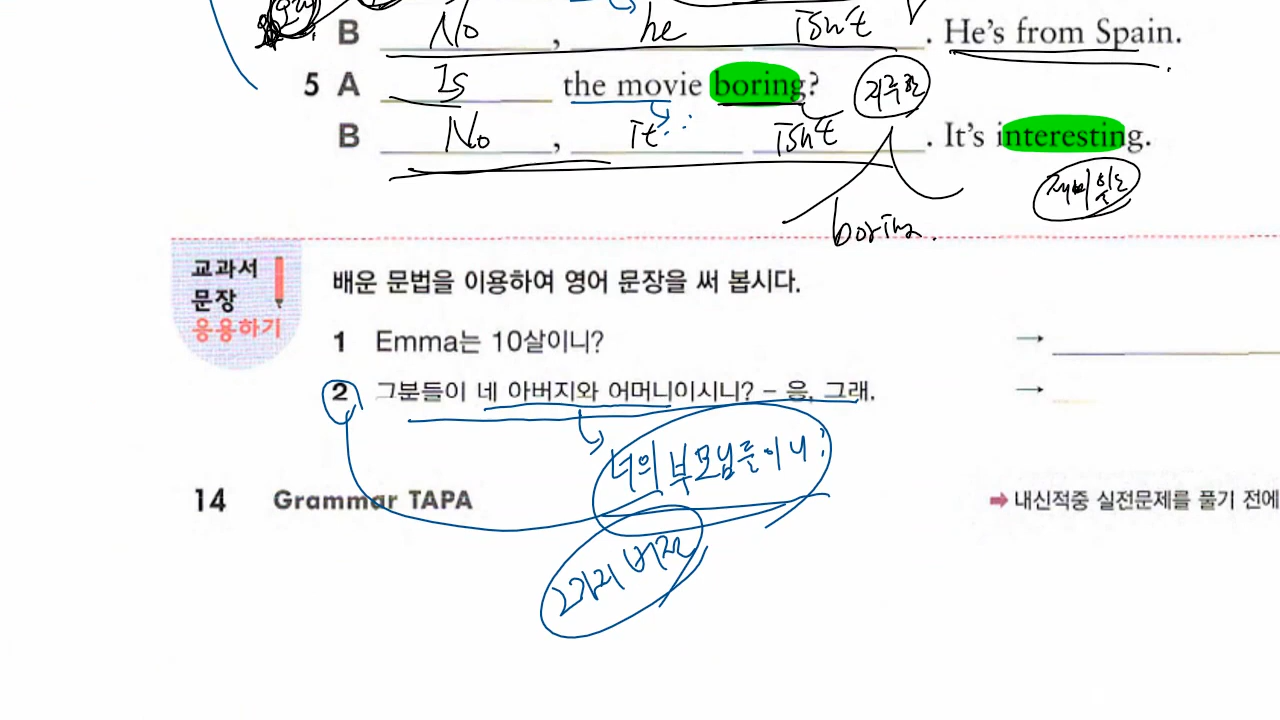 B No, he isn't. He's from Spain.
5 A Is the movie boring? 지루한
B No, it isn't. It's interesting.
재미있는
boring.
교과서
문장
응용하기
배운 문법을 이용하여 영어 문장을 써 봅시다.
1 Emma는 10살이니? →
2 그분들이 네 아버지와 어머니이시니? – 응, 그래. →
너의 부모님들이니?
14 Grammar TAPA
➡ 내신적중 실전문제를 풀기 전에
2가지 버전